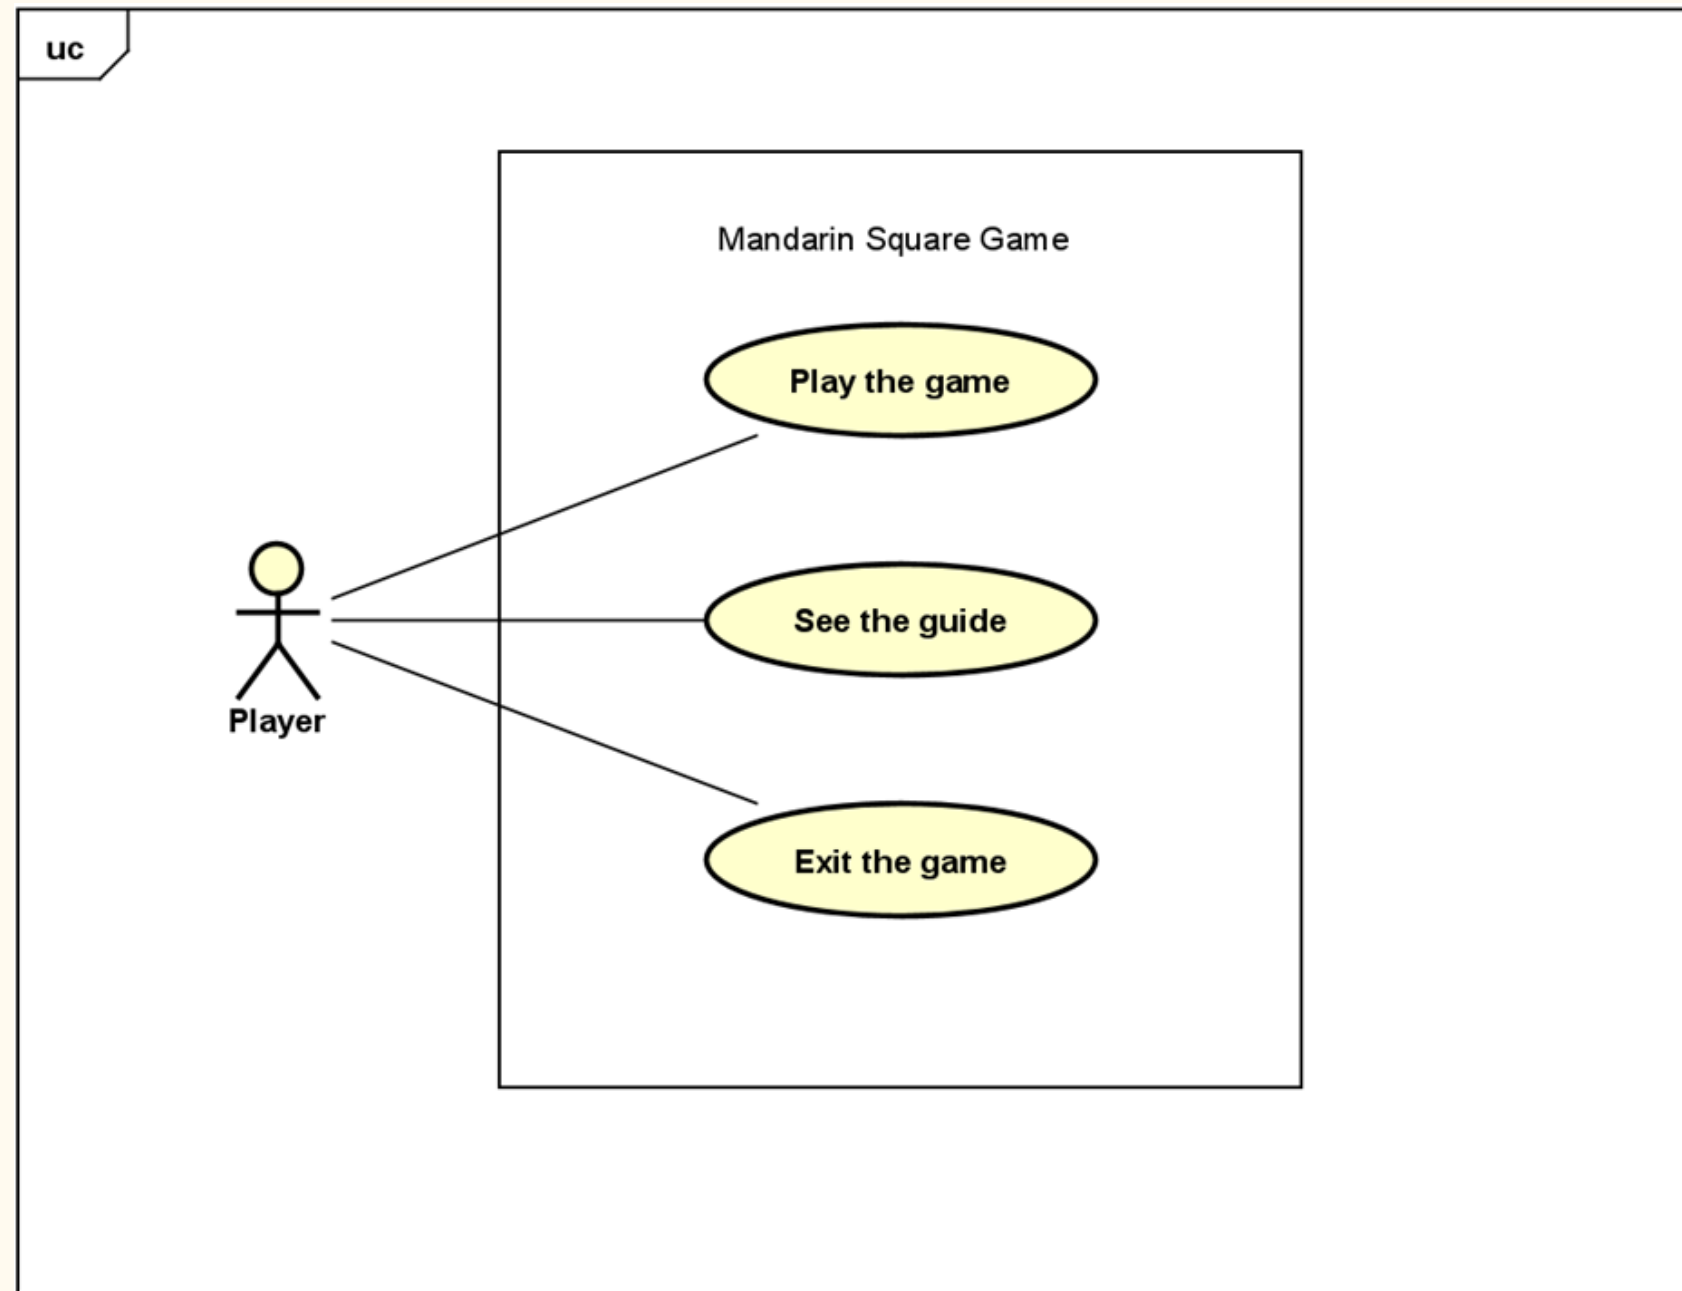 uc
Mandarin Square Game
Play the game
See the guide
Player
Exit the game